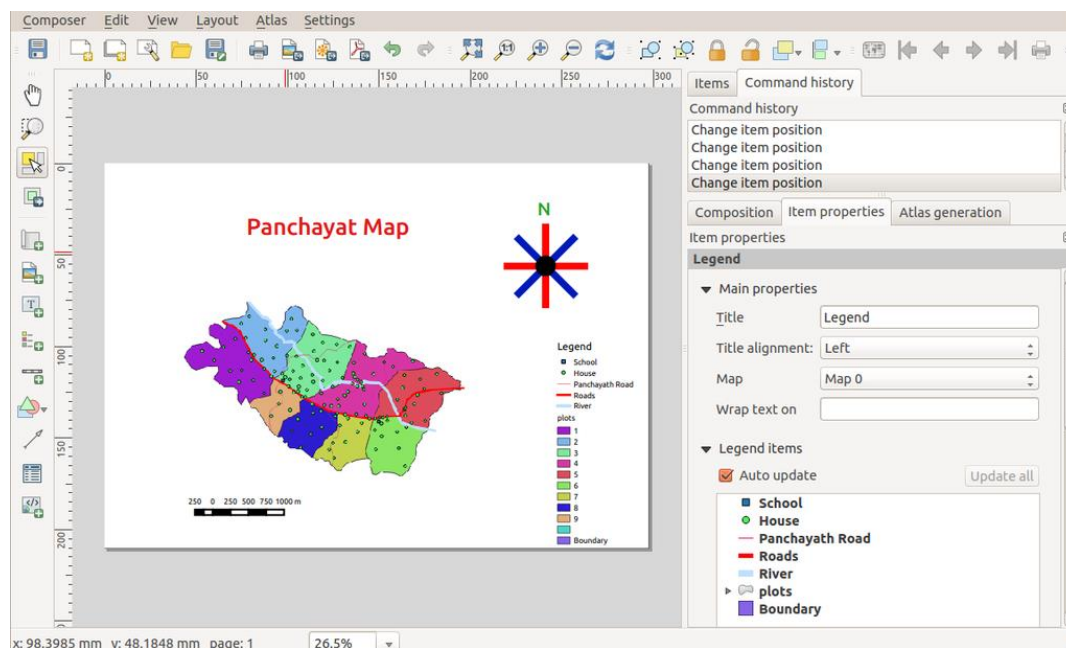 Composer Edit View Layout Atlas Settings
0 50 100 150 200 250 300
0
50
100
150
200
Panchayat Map
N
Legend
School
House
Panchayath Road
Roads
River
plots
1
2
3
4
5
6
7
8
9
Boundary
250 0 250 500 750 1000 m
Items Command history
Command history
Change item position
Change item position
Change item position
Change item position
Composition Item properties Atlas generation
Item properties
Legend
Main properties
Title Legend
Title alignment: Left
Map Map 0
Wrap text on
Legend items
Auto update Update all
School
House
Panchayath Road
Roads
River
plots
Boundary
x: 98.3985 mm y: 48.1848 mm page: 1 26.5%